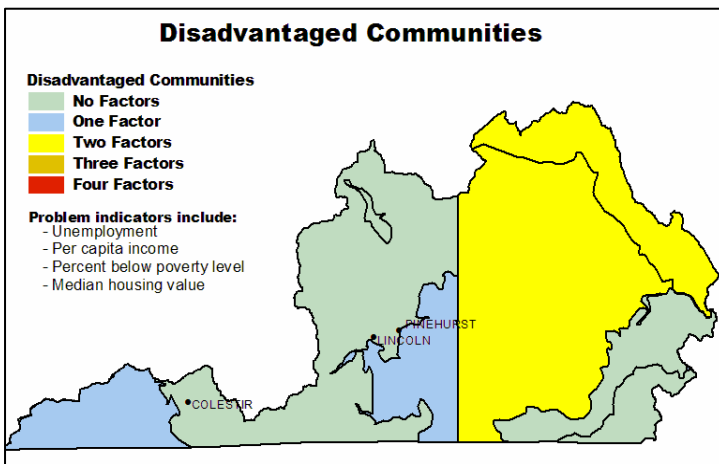 Disadvantaged Communities
Disadvantaged Communities
No Factors
One Factor
Two Factors
Three Factors
Four Factors
Problem indicators include:
- Unemployment
- Per capita income
- Percent below poverty level
- Median housing value
PINEHURST
LINCOLN
COLESTIR